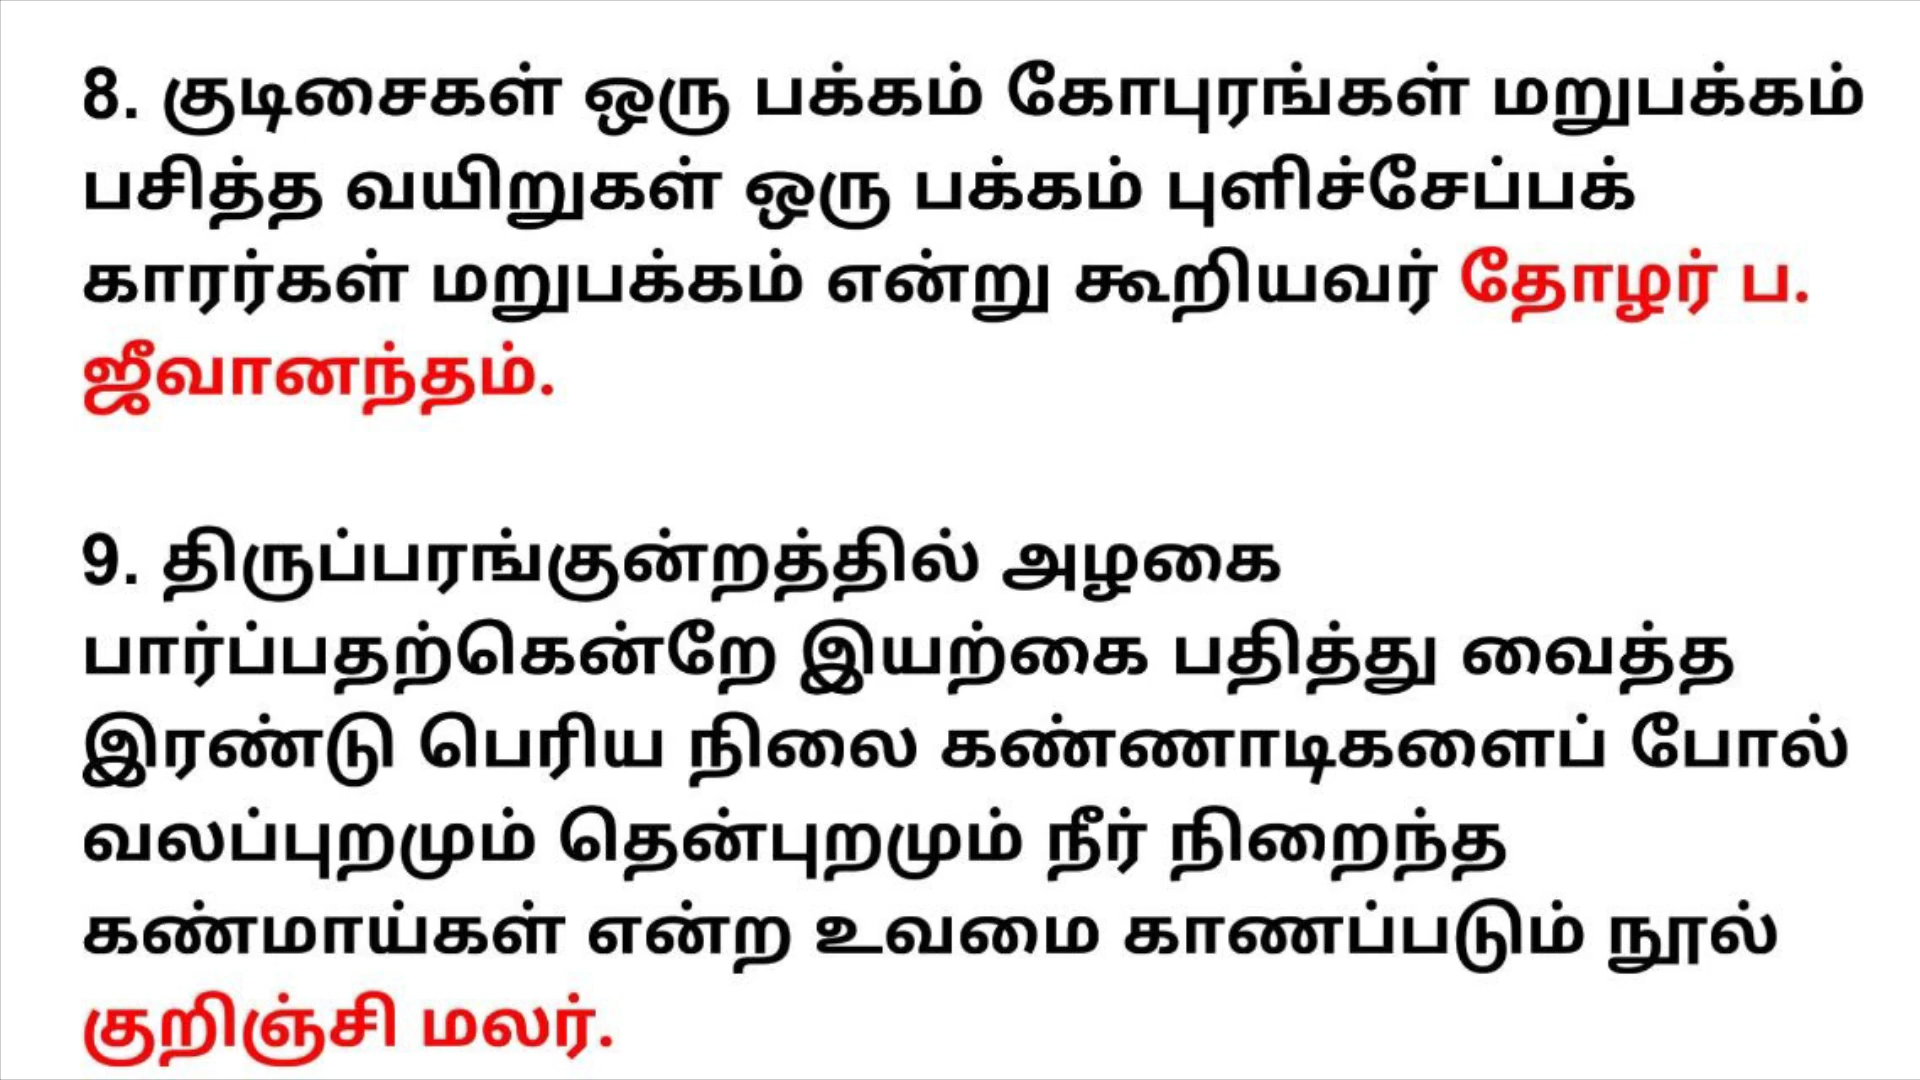 8. குடிசைகள் ஒரு பக்கம் கோபுரங்கள் மறுபக்கம்
பசித்த வயிறுகள் ஒரு பக்கம் புளிச்சேப்பக்
காரர்கள் மறுபக்கம் என்று கூறியவர் தோழர் ப.
ஜீவானந்தம்.
9. திருப்பரங்குன்றத்தில் அழகை
பார்ப்பதற்கென்றே இயற்கை பதித்து வைத்த
இரண்டு பெரிய நிலை கண்ணாடிகளைப் போல்
வலப்புறமும் தென்புறமும் நீர் நிறைந்த
கண்மாய்கள் என்ற உவமை காணப்படும் நூல்
குறிஞ்சி மலர்.